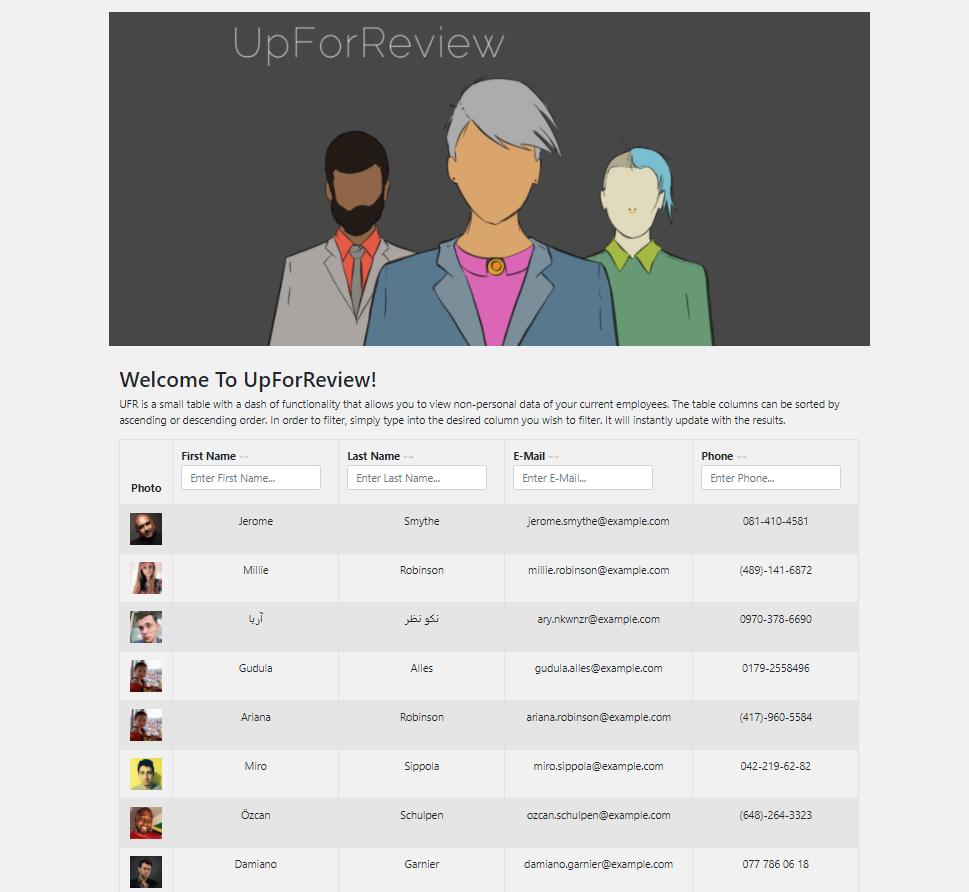 UpForReview
Welcome To UpForReview!
UFR is a small table with a dash of functionality that allows you to view non-personal data of your current employees. The table columns can be sorted by
ascending or descending order. In order to filter, simply type into the desired column you wish to filter. It will instantly update with the results.
Photo First Name -- Last Name -- E-Mail -- Phone --
Enter First Name... Enter Last Name... Enter E-Mail... Enter Phone...
Jerome Smythe jerome.smythe@example.com 081-410-4581
Millie Robinson millie.robinson@example.com (489)-141-6872
آریا نکو نظر ary.nkwnzr@example.com 0970-378-6690
Gudula Alles gudula.alles@example.com 0179-2558496
Ariana Robinson ariana.robinson@example.com (417)-960-5584
Miro Sippola miro.sippola@example.com 042-219-62-82
Özcan Schulpen ozcan.schulpen@example.com (648)-264-3323
Damiano Garnier damiano.garnier@example.com 077 786 06 18